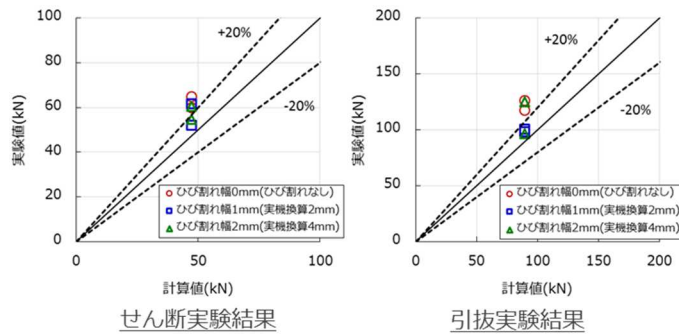 100
80
60
40
20
0
実験値(kN)
+20%
-20%
ひび割れ幅0mm(ひび割れなし)
ひび割れ幅1mm(実機換算2mm)
ひび割れ幅2mm(実機換算4mm)
0
50
100
計算値(kN)
せん断実験結果
200
150
100
50
0
実験値(kN)
+20%
-20%
ひび割れ幅0mm(ひび割れなし)
ひび割れ幅1mm(実機換算2mm)
ひび割れ幅2mm(実機換算4mm)
0
50
100
150
200
計算値(kN)
引抜実験結果